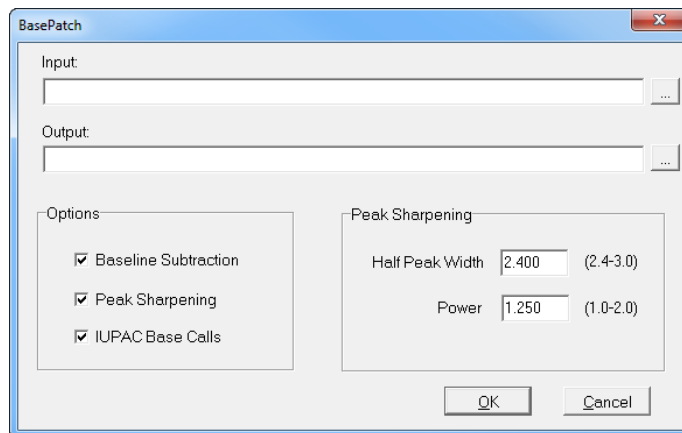 BasePatch
x
Input:
...
Output:
...
Options
Baseline Subtraction
Peak Sharpening
IUPAC Base Calls
Peak Sharpening
Half Peak Width 2.400 (2.4-3.0)
Power 1.250 (1.0-2.0)
OK Cancel